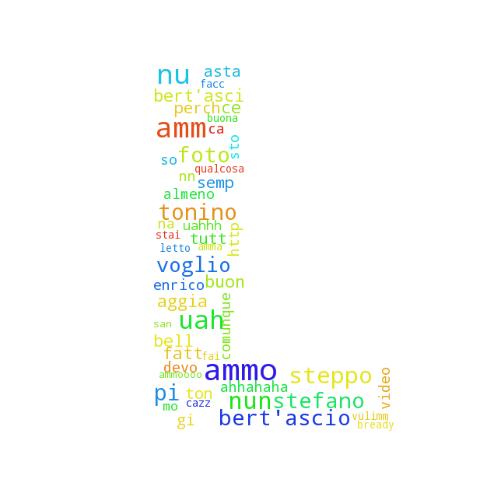 nu asta
facc
bert'asci
perchce
buona
amm ca
sto
foto
so
qualcosa
nn semp
almeno
tonino
na uahhh
http
stai tutt
letto amma
voglio
enrico buon
aggia
comunque
san uah
bell
fatt fai
devo ammo
ammoooo steppo
ahhahaha
video
pi ton
nun stefano
mo cazz
gi bert'ascio vulimm
bready